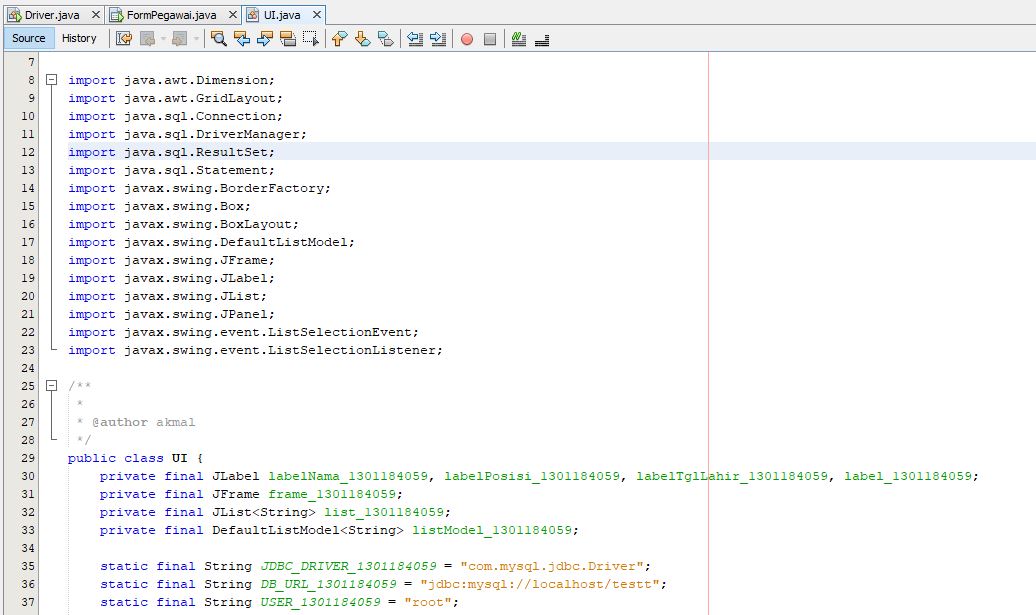 Driver.java FormPegawai.java UI.java
Source History
7
8 import java.awt.Dimension;
9 import java.awt.GridLayout;
10 import java.sql.Connection;
11 import java.sql.DriverManager;
12 import java.sql.ResultSet;
13 import java.sql.Statement;
14 import javax.swing.BorderFactory;
15 import javax.swing.Box;
16 import javax.swing.BoxLayout;
17 import javax.swing.DefaultListModel;
18 import javax.swing.JFrame;
19 import javax.swing.JLabel;
20 import javax.swing.JList;
21 import javax.swing.JPanel;
22 import javax.swing.event.ListSelectionEvent;
23 import javax.swing.event.ListSelectionListener;
24
25 /**
26 *
27 * @author akmal
28 */
29 public class UI {
30 private final JLabel labelNama_1301184059, labelPosisi_1301184059, labelTglLahir_1301184059, label_1301184059;
31 private final JFrame frame_1301184059;
32 private final JList<String> list_1301184059;
33 private final DefaultListModel<String> listModel_1301184059;
34
35 static final String JDBC_DRIVER_1301184059 = "com.mysql.jdbc.Driver";
36 static final String DB_URL_1301184059 = "jdbc:mysql://localhost/testt";
37 static final String USER_1301184059 = "root";